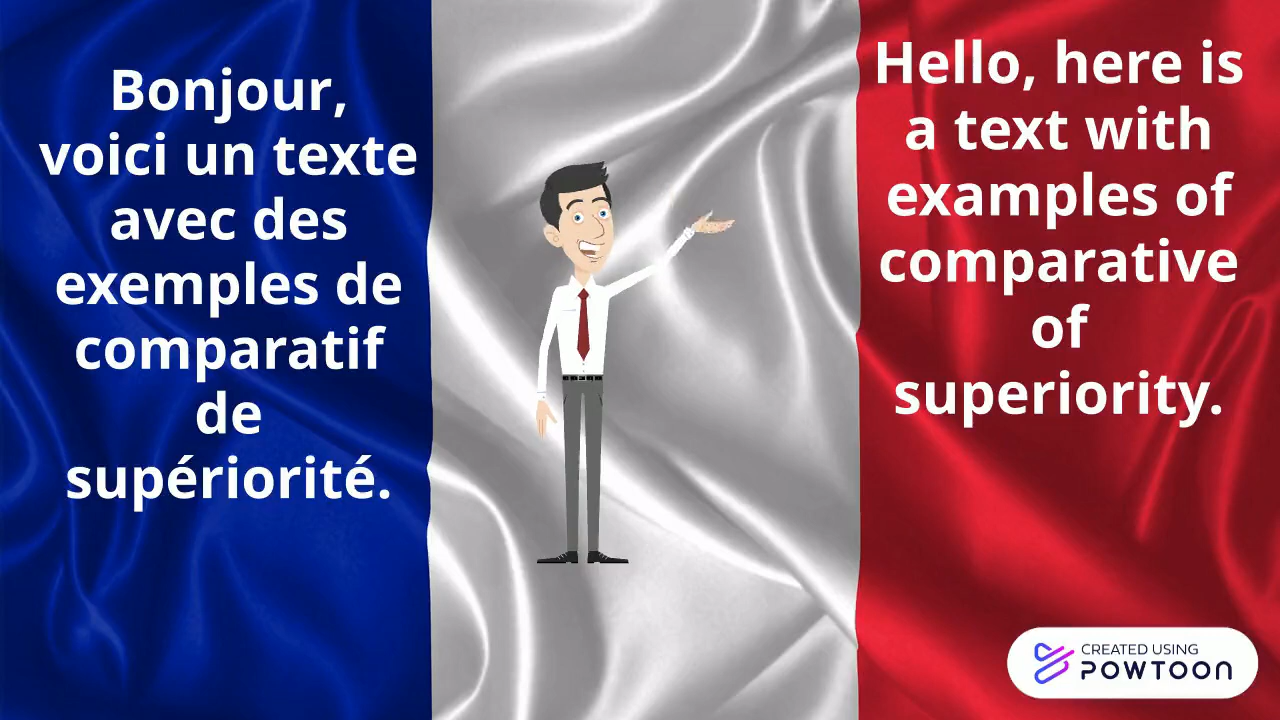 Bonjour,
voici un texte
avec des
exemples de
comparatif
de
supériorité.
Hello, here is
a text with
examples of
comparative
of
superiority.
CREATED USING
POWTOON